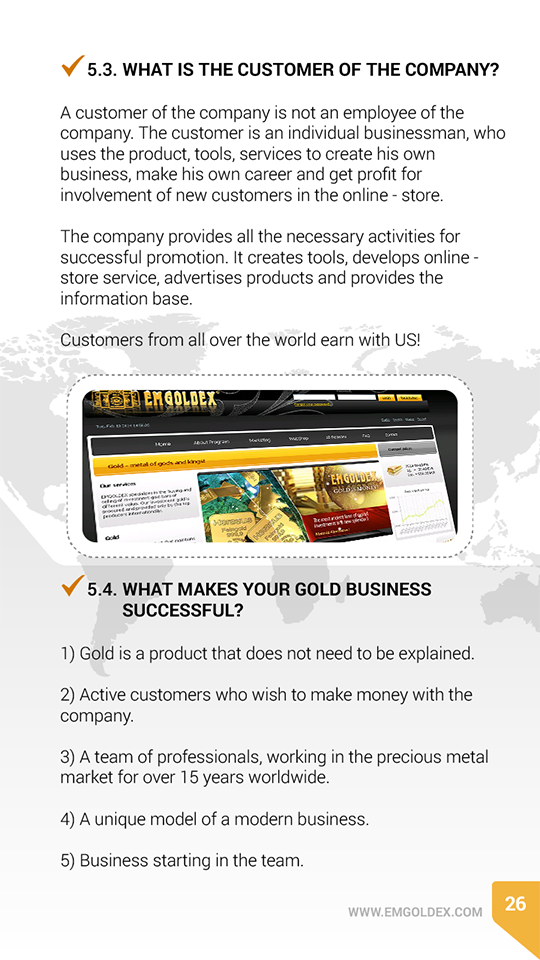 5.3. WHAT IS THE CUSTOMER OF THE COMPANY?
A customer of the company is not an employee of the
company. The customer is an individual businessman, who
uses the product, tools, services to create his own
business, make his own career and get profit for
involvement of new customers in the online - store.
The company provides all the necessary activities for
successful promotion. It creates tools, develops online -
store service, advertises products and provides the
information base.
Customers from all over the world earn with US!
EMGOLDEX
Home About Program Marketing Webshop FAQ
Gold - metal of gods and kings!
Our services
EMGOLDEX
GOLD &
Gold
5.4. WHAT MAKES YOUR GOLD BUSINESS
SUCCESSFUL?
1) Gold is a product that does not need to be explained.
2) Active customers who wish to make money with the
company.
3) A team of professionals, working in the precious metal
market for over 15 years worldwide.
4) A unique model of a modern business.
5) Business starting in the team.
WWW.EMGOLDEX.COM 26